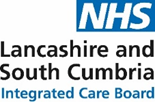 NHS
Lancashire and
South Cumbria
Integrated Care Board